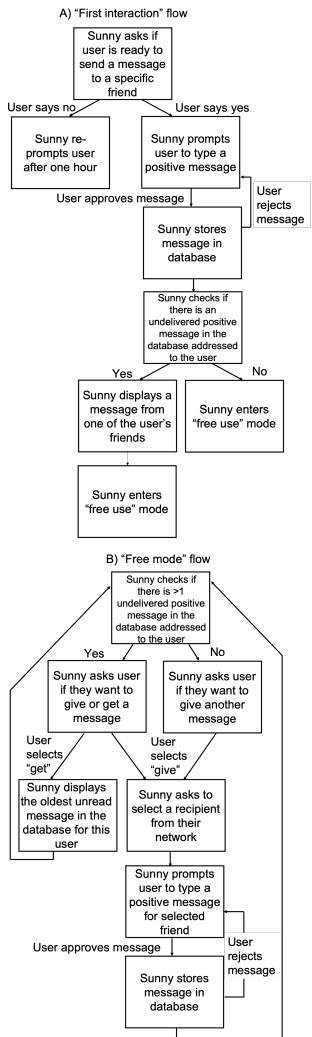 A) “First interaction” flow
Sunny asks if
user is ready to
send a message
to a specific
friend
User says no
User says yes
Sunny re-
prompts user
after one hour
Sunny prompts
user to type a
positive message
User approves message
User
rejects
message
Sunny stores
message in
database
Sunny checks if
there is an
undelivered positive
message in the
database addressed
to the user
Yes
No
Sunny displays a
message from
one of the user’s
friends
Sunny enters
“free use” mode
Sunny enters
“free use” mode
B) “Free mode” flow
Sunny checks if
there is >1
undelivered positive
message in the
database addressed
to the user
Yes
No
Sunny asks user
if they want to
give or get a
message
Sunny asks user
if they want to
give another
message
User
selects
“get”
User
selects
“give”
Sunny displays
the oldest unread
message in the
database for this
user
Sunny asks to
select a recipient
from their
network
Sunny prompts
user to type a
positive message
for selected
friend
User approves message
User
rejects
message
Sunny stores
message in
database